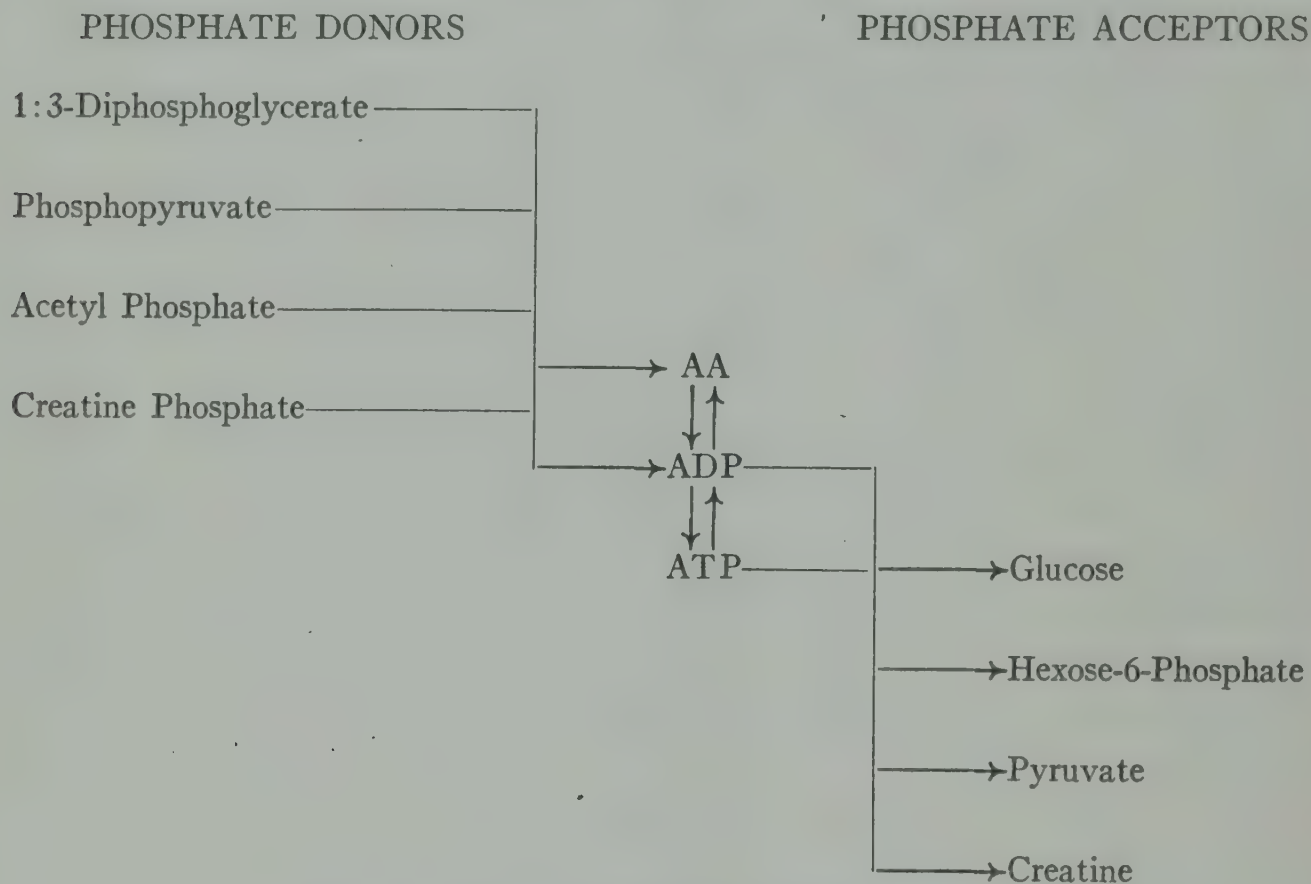 PHOSPHATE DONORS PHOSPHATE ACCEPTORS
1:3-Diphosphoglycerate
Phosphopyruvate
Acetyl Phosphate
AA
Creatine Phosphate
ADP
ATP
Glucose
Hexose-6-Phosphate
Pyruvate
Creatine